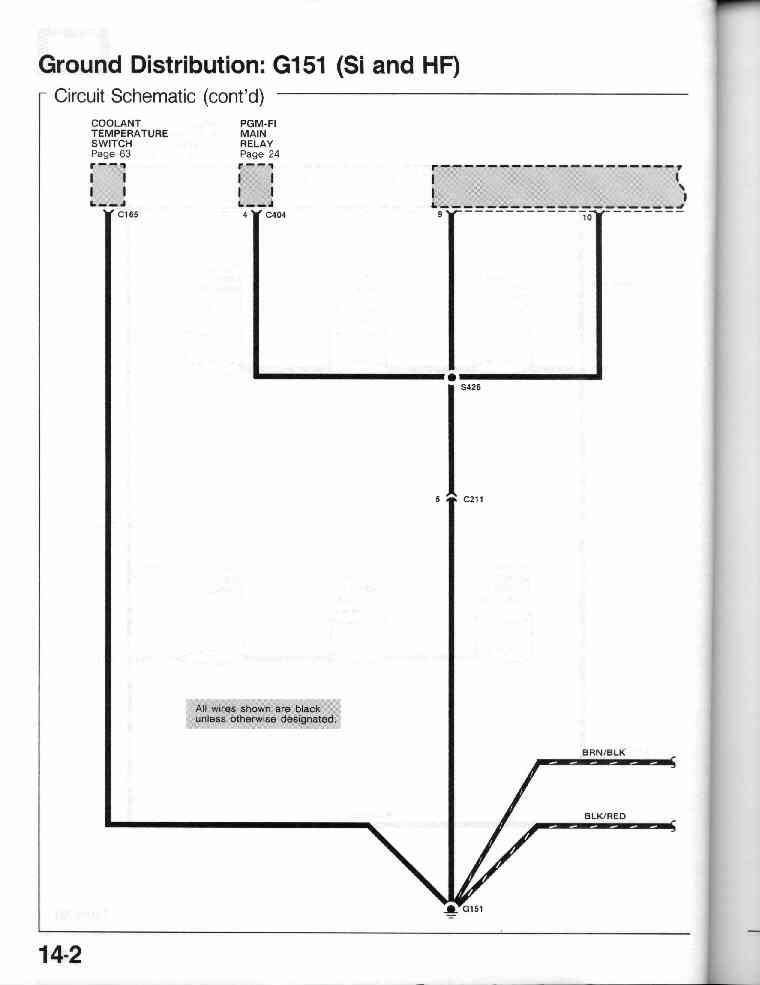 Ground Distribution: G151 (Si and HF)
Circuit Schematic (cont'd)
COOLANT
TEMPERATURE
SWITCH
Page 63
PGM-FI
MAIN
RELAY
Page 24
C165
4
C404
9
10
S426
5
C211
All wires shown are black
unless otherwise designated.
BRN/BLK
BLK/RED
G151
14-2